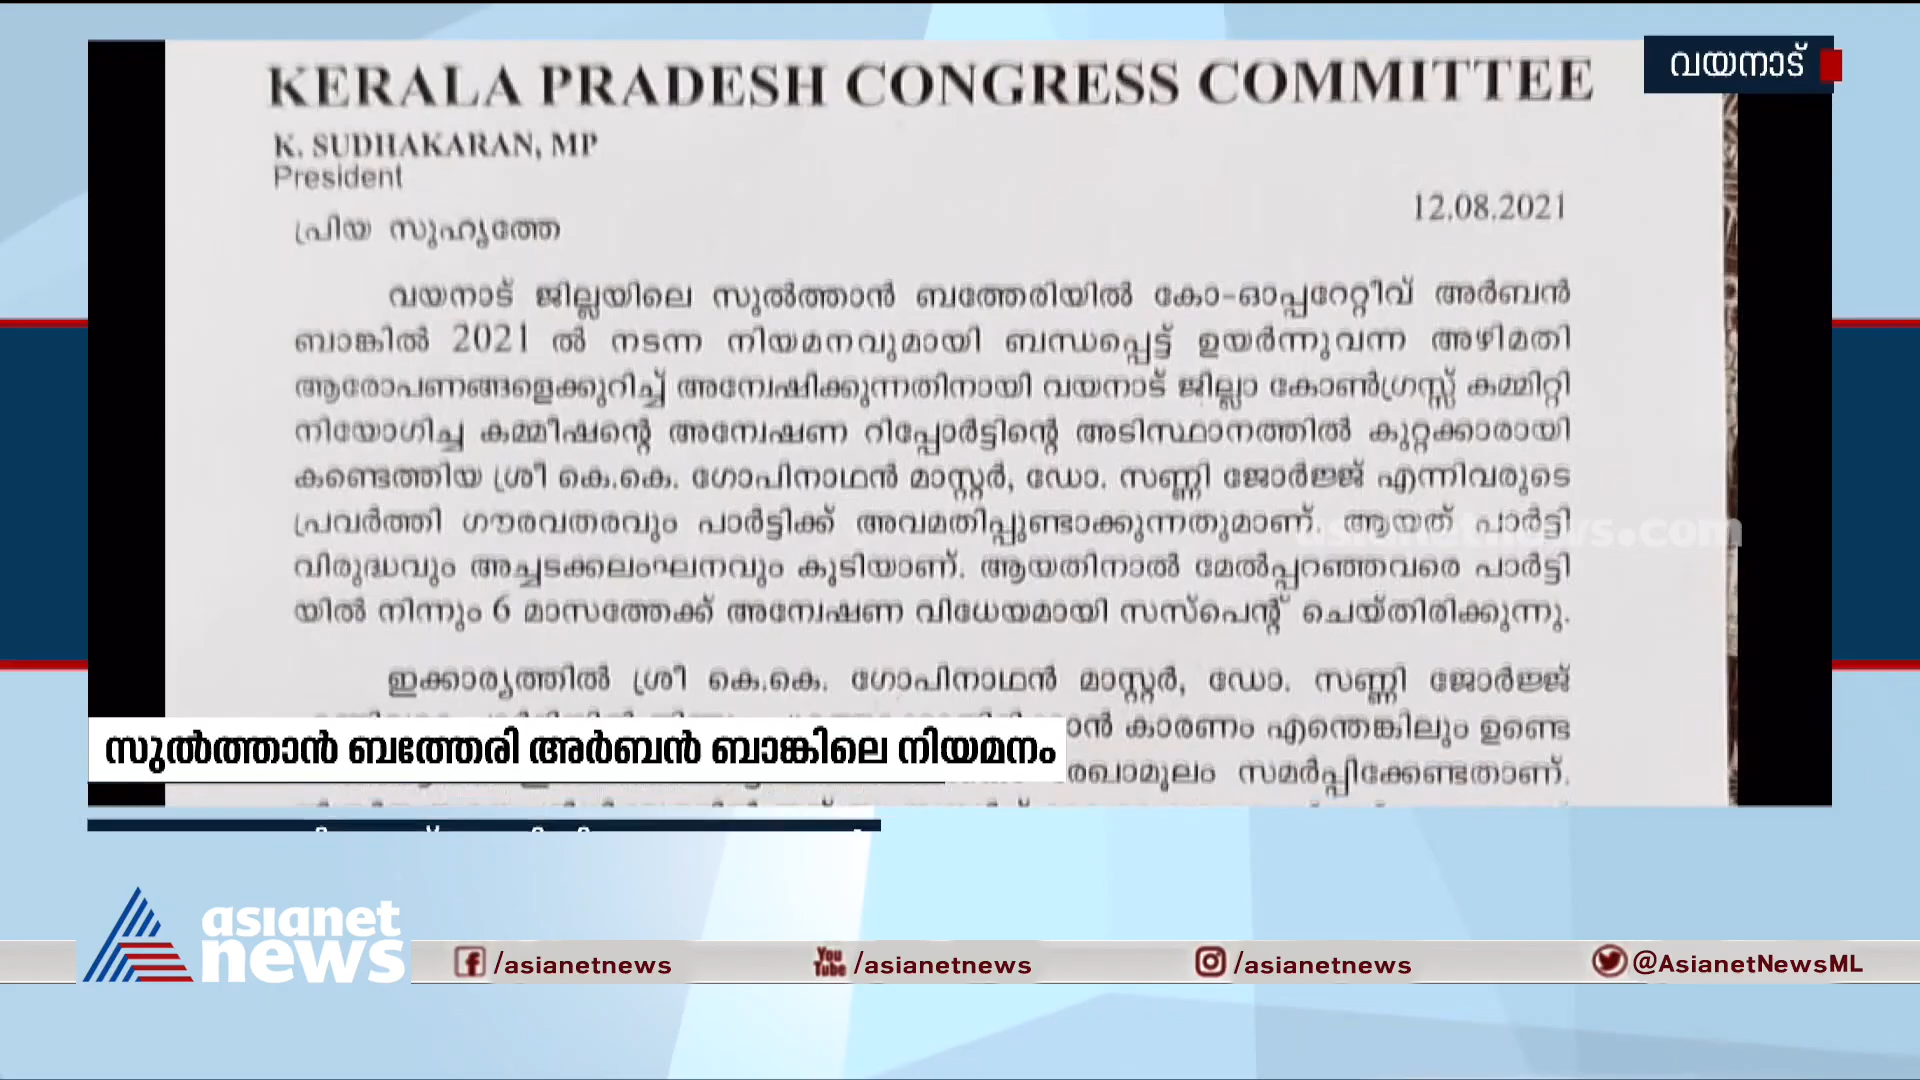 വയനാട്
KERALA PRADESH CONGRESS COMMITTEE
K. SUDHAKARAN, MP
President
12.08.2021
പ്രിയ സുഹൃത്തേ
വയനാട് ജില്ലയിലെ സുൽത്താൻ ബത്തേരിയിൽ കോ-ഓപ്പറേറ്റീവ് അർബൻ
ബാങ്കിൽ 2021 ൽ നടന്ന നിയമനവുമായി ബന്ധപ്പെട്ട് ഉയർന്നുവന്ന അഴിമതി
ആരോപണങ്ങളെക്കുറിച്ച് അന്വേഷിക്കുന്നതിനായി വയനാട് ജില്ലാ കോൺഗ്രസ്സ് കമ്മിറ്റി
നിയോഗിച്ച കമ്മീഷന്റെ അന്വേഷണ റിപ്പോർട്ടിന്റെ അടിസ്ഥാനത്തിൽ കുറ്റക്കാരായി
കണ്ടെത്തിയ ശ്രീ കെ.കെ. ഗോപിനാഥൻ മാസ്റ്റർ, ഡോ. സണ്ണി ജോർജ്ജ് എന്നിവരുടെ
പ്രവർത്തി ഗൗരവതരവും പാർട്ടിക്ക് അവമതിപ്പുണ്ടാക്കുന്നതുമാണ്. ആയത് പാർട്ടി
asianetnews.com
വിരുദ്ധവും അച്ചടക്കലംഘനവും കൂടിയാണ്. ആയതിനാൽ മേൽപ്പറഞ്ഞവരെ പാർട്ടി
യിൽ നിന്നും 6 മാസത്തേക്ക് അന്വേഷണ വിധേയമായി സസ്പെന്റ് ചെയ്തിരിക്കുന്നു.
ഇക്കാര്യത്തിൽ ശ്രീ കെ.കെ. ഗോപിനാഥൻ മാസ്റ്റർ, ഡോ. സണ്ണി ജോർജ്ജ്
കാരണം എന്തെങ്കിലും ഉണ്ടെ
സമർപ്പിക്കേണ്ടതാണ്.
സുൽത്താൻ ബത്തേരി അർബൻ ബാങ്കിലെ നിയമനം
asianet
news
/asianetnews
You Tube /asianetnews
/asianetnews
@AsianetNewsML